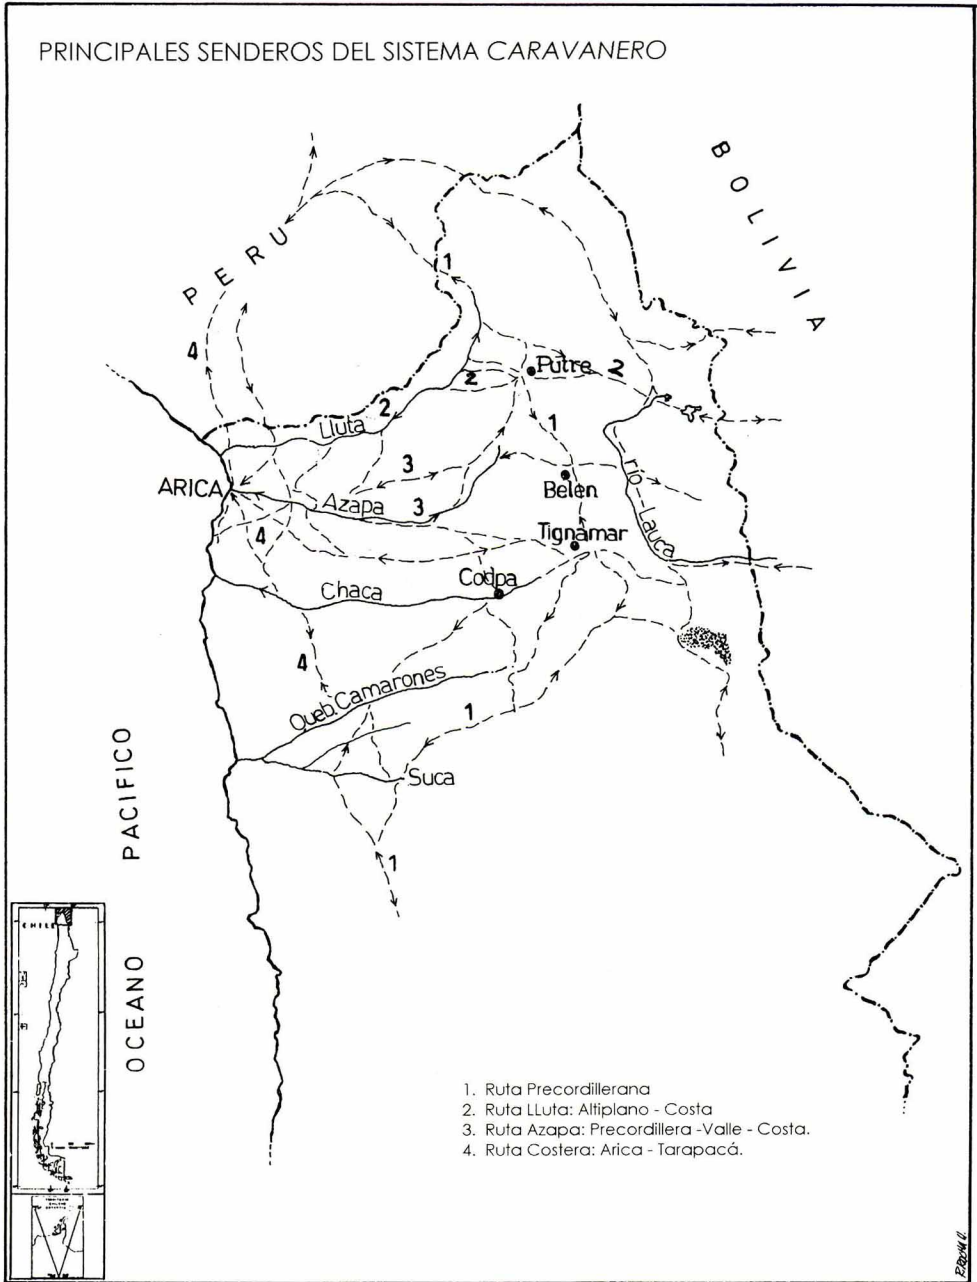 PRINCIPALES SENDEROS DEL SISTEMA CARAVANERO
BOLIVIA
PERU
1
4
Putre
2
2
2
Lluta
1
3
ARICA
Azapa
3
Belen
río-Lauca
4
Tignamar
Codpa
Chaca
4
Queb. Camarones
1
Suca
1
OCEANO PACIFICO
CHILE
1. Ruta Precordillerana
2. Ruta LLuta: Altiplano - Costa
3. Ruta Azapa: Precordillera -Valle - Costa.
4. Ruta Costera: Arica - Tarapacá.